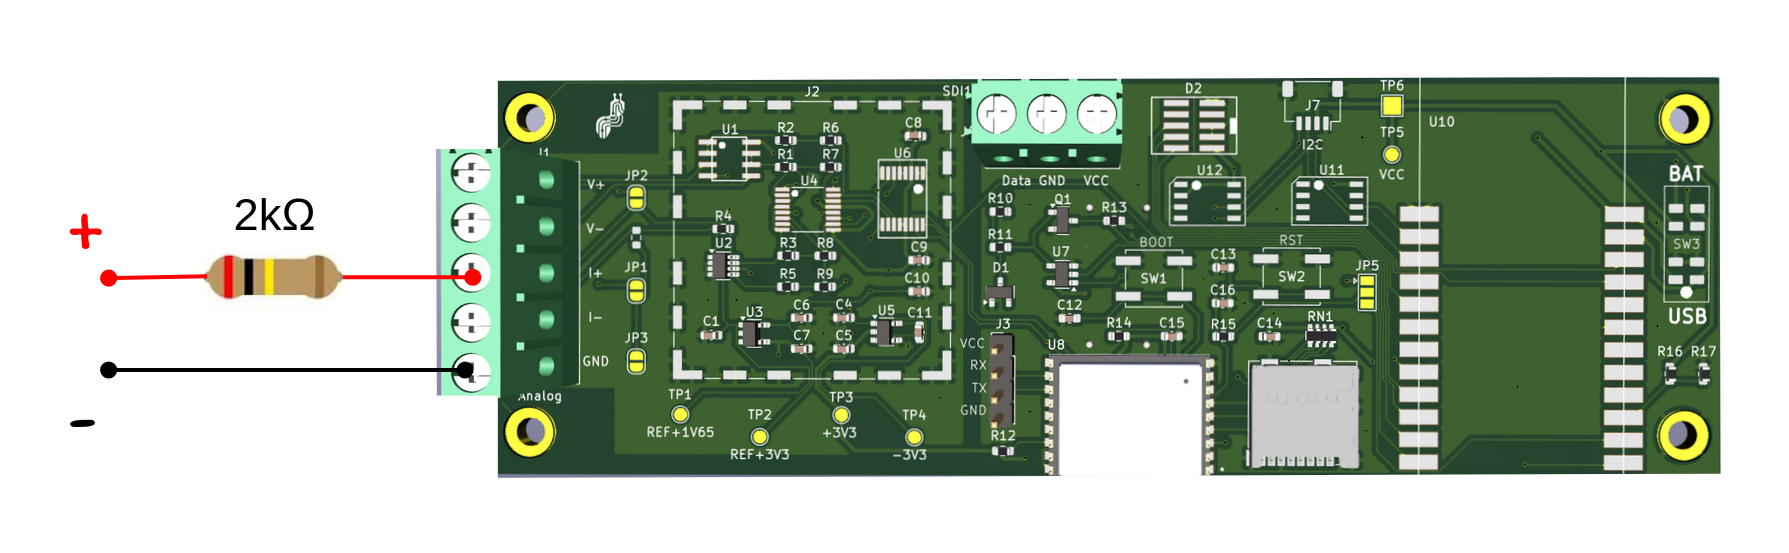 +
2kΩ
-
J1
V+
V-
I+
I-
GND
Analog
JP2
JP1
JP3
J2
U1
R2
R6
R1
R7
U4
C8
U6
R4
U2
R3
R8
R5
R9
C9
C10
C1
U3
C6
C4
C7
C5
U5
C11
TP1
REF+1V65
TP2
REF+3V3
TP3
+3V3
TP4
-3V3
SDI1
Data GND VCC
D2
J7
I2C
TP6
TP5
VCC
U10
U12
U11
R10
Q1
R13
R11
U7
D1
C12
BOOT
SW1
RST
SW2
C13
C16
JP5
R14
C15
R15
C14
RN1
J3
VCC
RX
TX
GND
R12
U8
BAT
SW3
USB
R16 R17